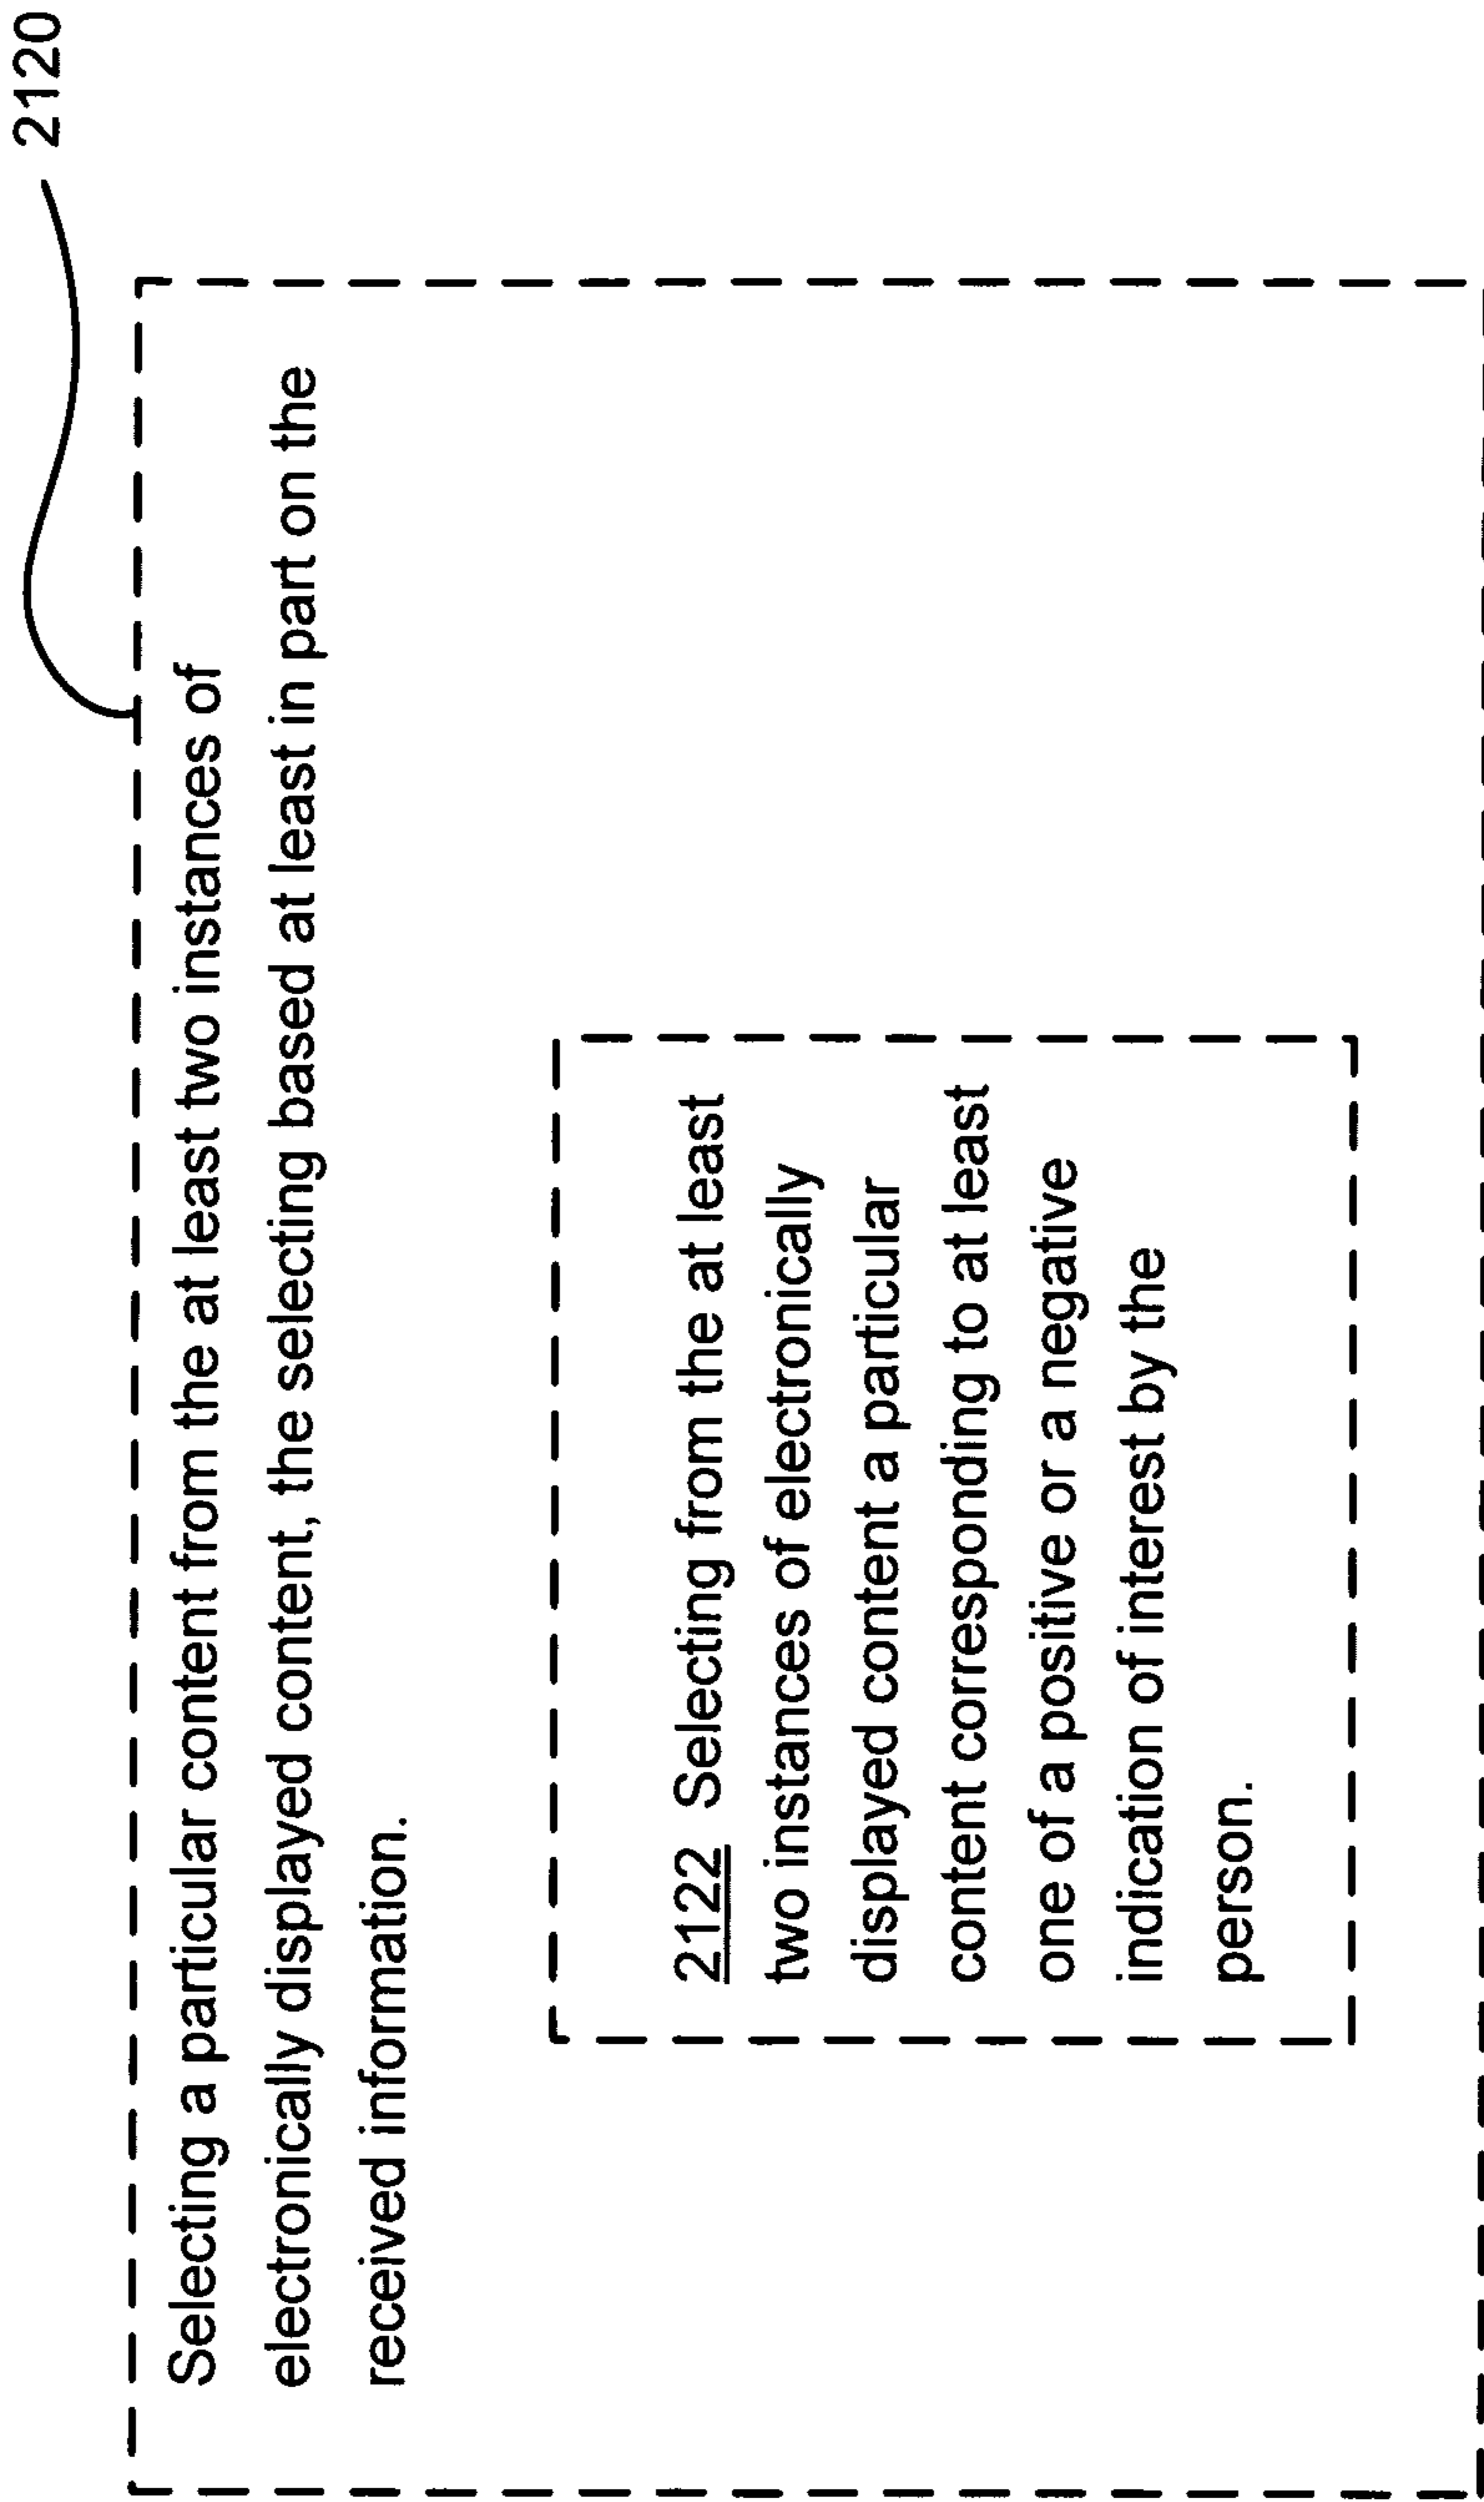 2120
Selecting a particular content from the at least two instances of
electronically displayed content, the selecting based at least in part on the
received information.
2122 Selecting from the at least
two instances of electronically
displayed content a particular
content corresponding to at least
one of a positive or a negative
indication of interest by the
person.